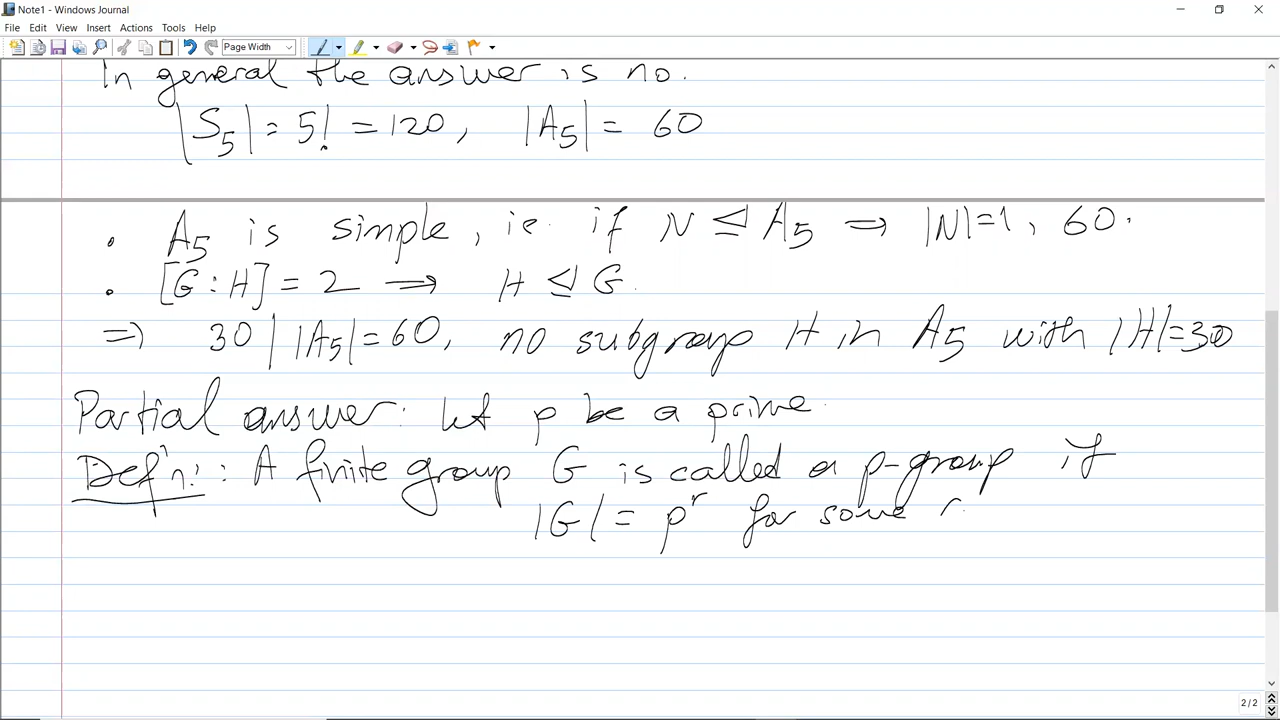 Note1 - Windows Journal
File Edit View Insert Actions Tools Help
Page Width
In general the answer is no.
|S₅| = 5! = 120, |A₅| = 60
• A₅ is simple, ie. if N ⊴ A₅ ⇒ |N|=1, 60.
• [G:H] = 2 ⇒ H ⊴ G.
⇒ 30 | |A₅| = 60, no subgroup H in A₅ with |H|=30
Partial answer: Let p be a prime.
Def'n: A finite group G is called a p-group if
|G| = pʳ for some r.
2 / 2